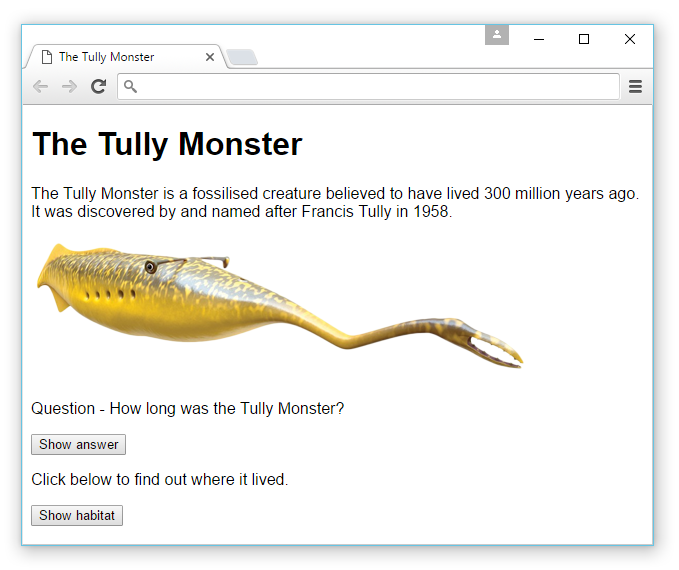 The Tully Monster
The Tully Monster
The Tully Monster is a fossilised creature believed to have lived 300 million years ago.
It was discovered by and named after Francis Tully in 1958.
Question - How long was the Tully Monster?
Show answer
Click below to find out where it lived.
Show habitat